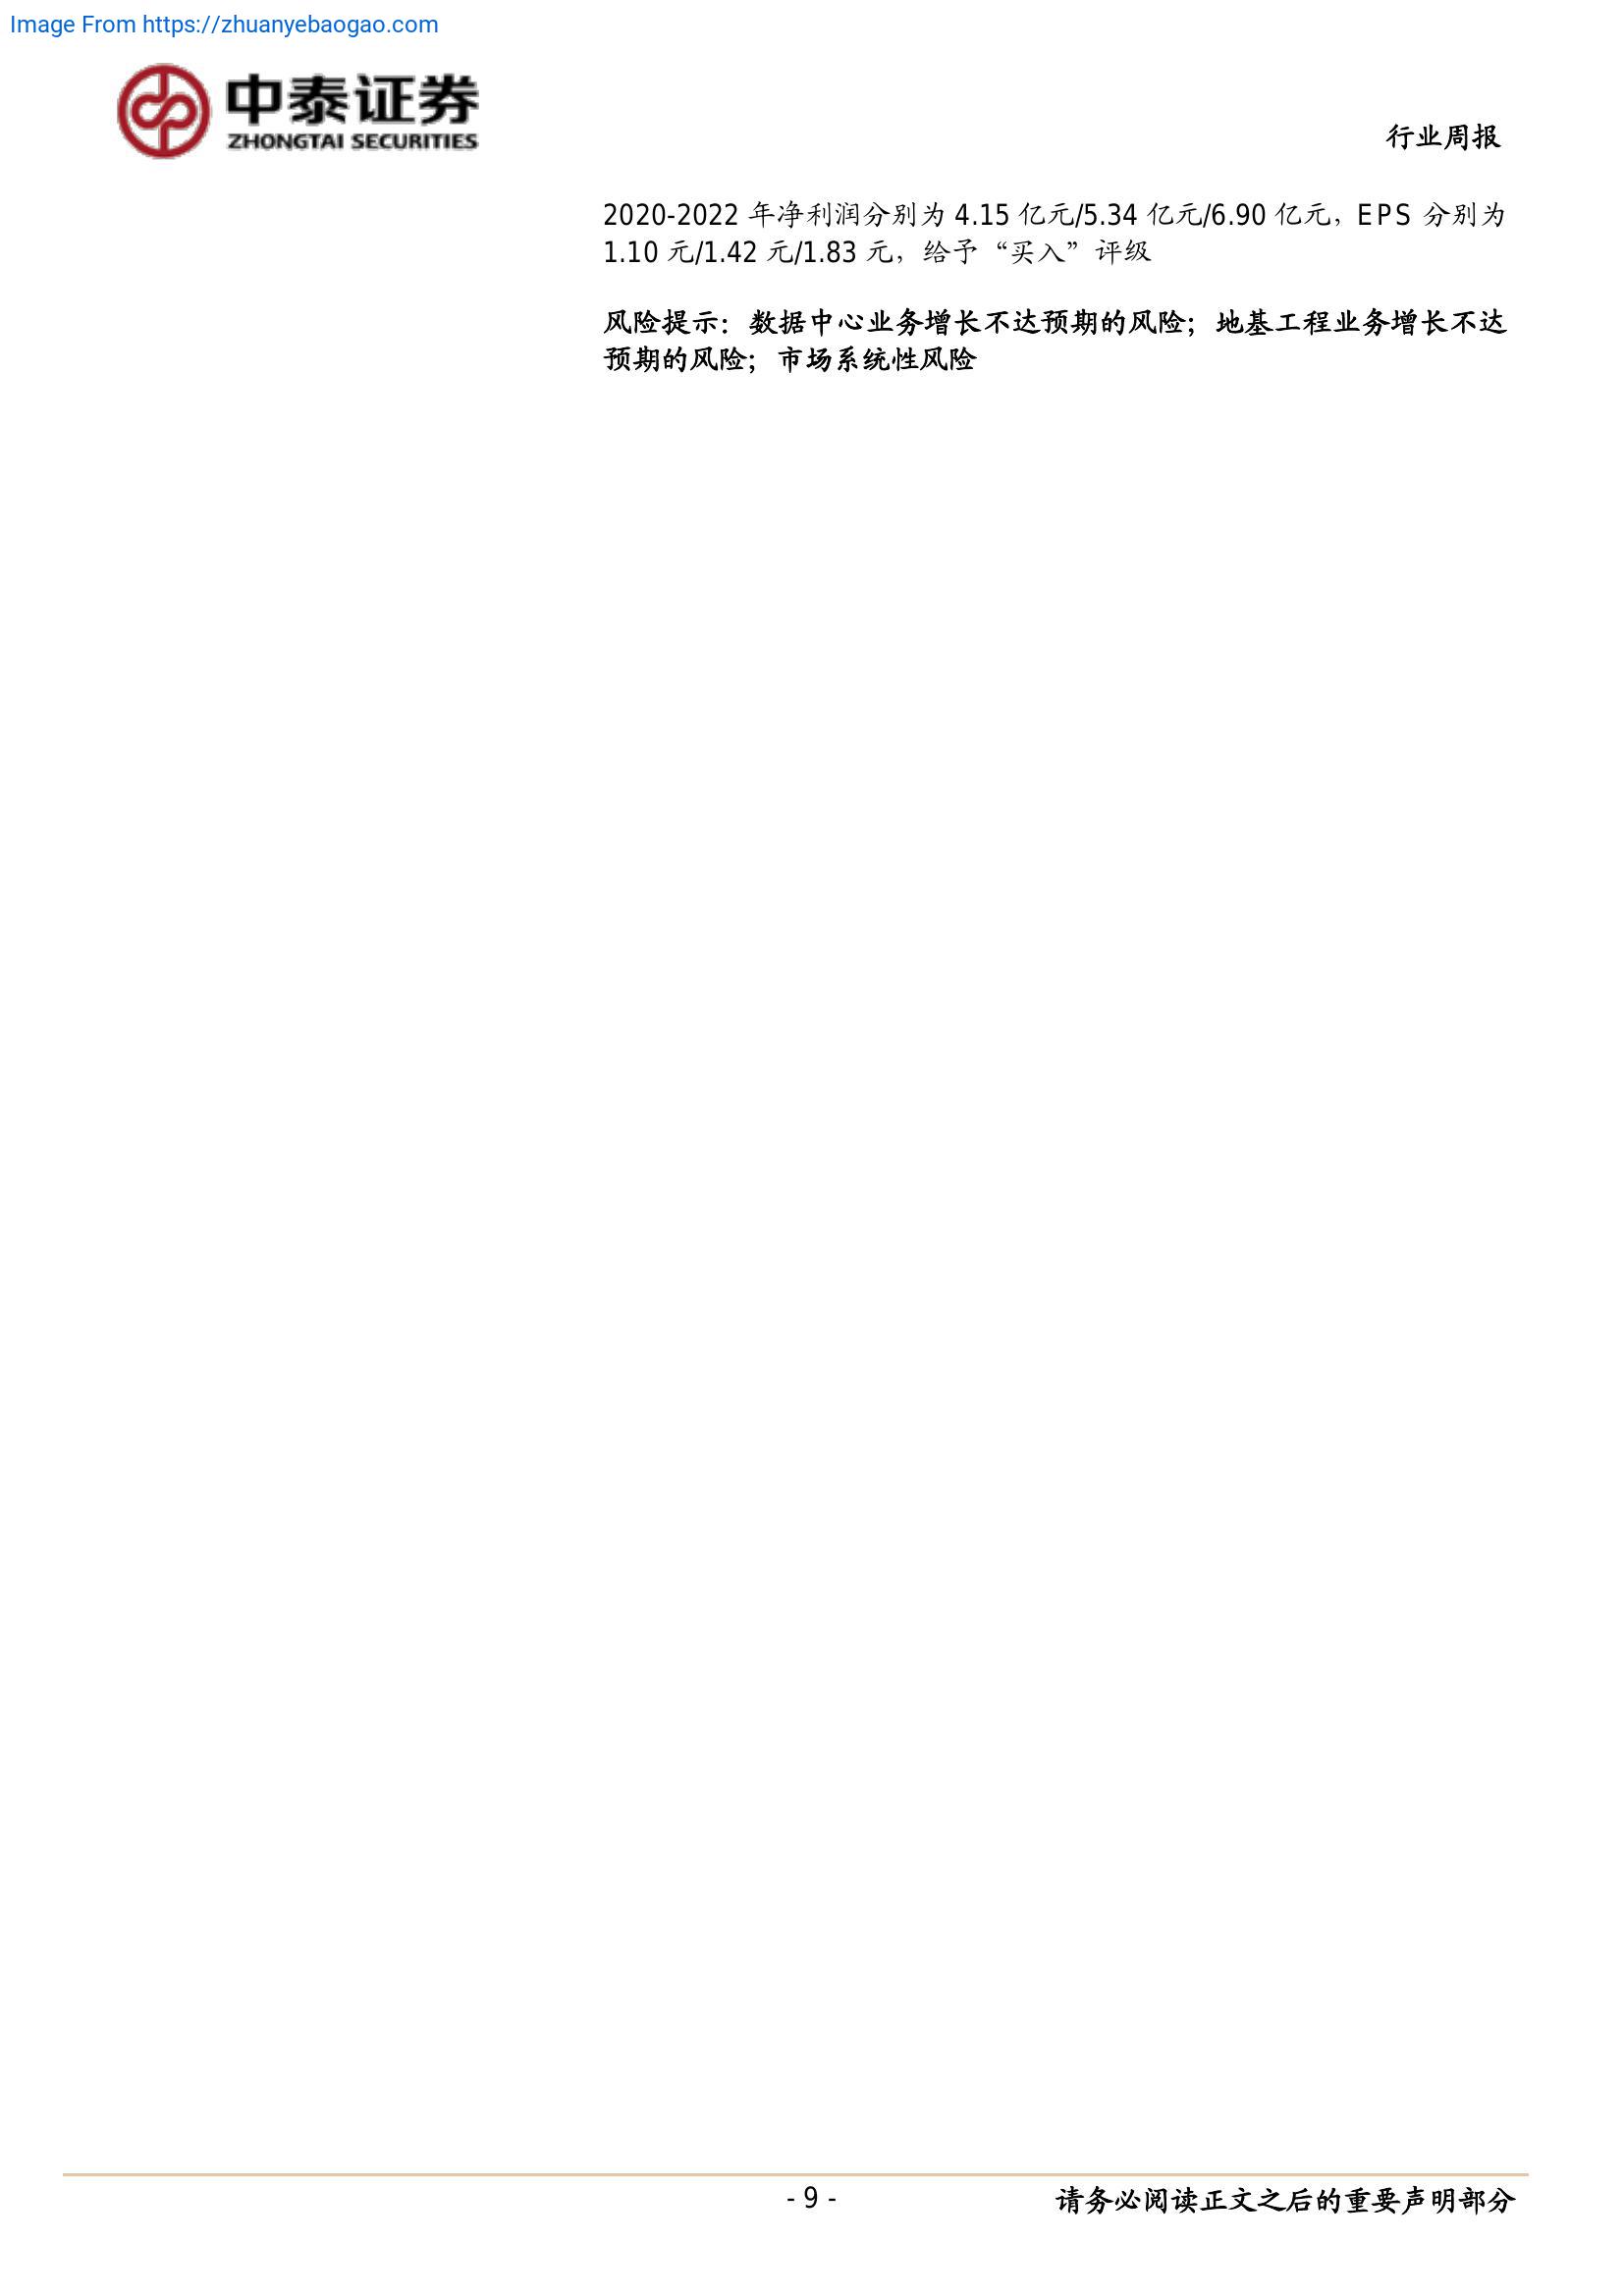 Image From https://zhuanyebaogao.com
中泰证券
ZHONGTAI SECURITIES
行业周报
2020-2022 年净利润分别为 4.15 亿元/5.34 亿元/6.90 亿元，EPS 分别为
1.10 元/1.42 元/1.83 元，给予“买入”评级
风险提示：数据中心业务增长不达预期的风险；地基工程业务增长不达
预期的风险；市场系统性风险
- 9 -
请务必阅读正文之后的重要声明部分